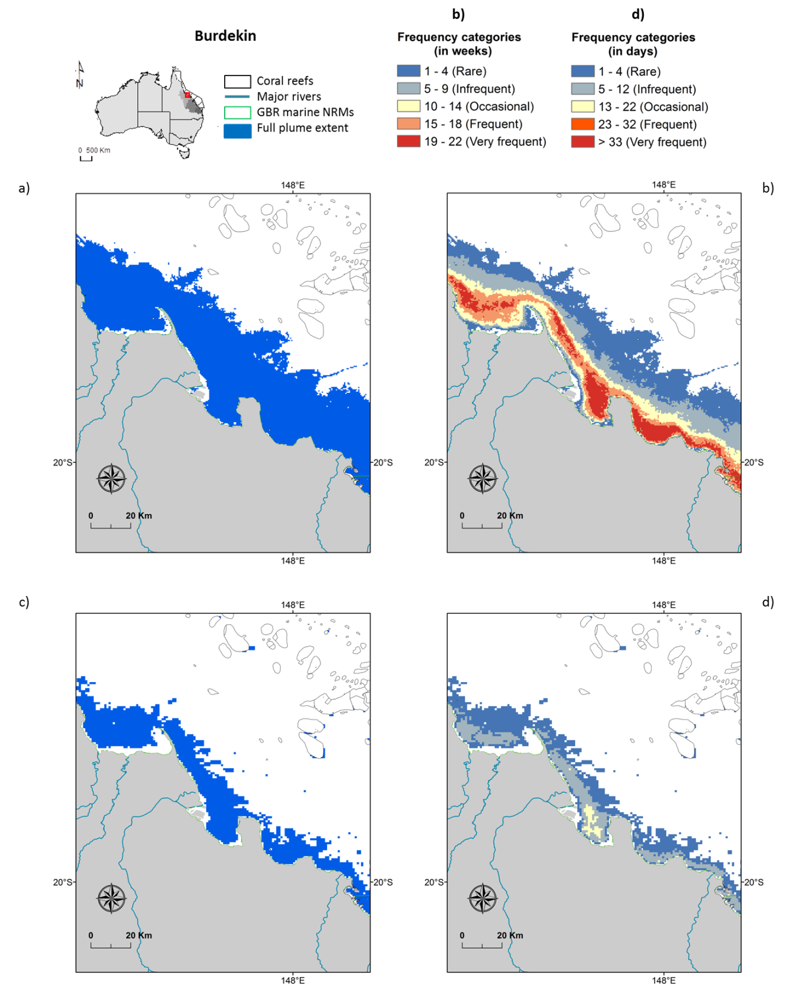 Burdekin
N
0 500 Km
Coral reefs
Major rivers
GBR marine NRMs
Full plume extent
b)
Frequency categories
(in weeks)
1 - 4 (Rare)
5 - 9 (Infrequent)
10 - 14 (Occasional)
15 - 18 (Frequent)
19 - 22 (Very frequent)
d)
Frequency categories
(in days)
1 - 4 (Rare)
5 - 12 (Infrequent)
13 - 22 (Occasional)
23 - 32 (Frequent)
> 33 (Very frequent)
a)
148°E
20°S
20°S
0 20 Km
148°E
b)
148°E
20°S
20°S
0 20 Km
148°E
c)
148°E
20°S
20°S
0 20 Km
148°E
d)
148°E
20°S
20°S
0 20 Km
148°E